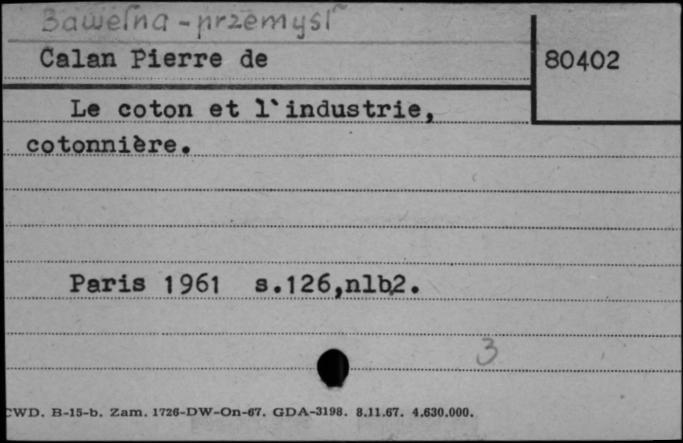 Bawełna - przemysł
Calan Pierre de
80402
Le coton et l`industrie,
cotonnière.
Paris 1961 s.126,nlb2.
3
CWD. B-15-b. Zam. 1726-DW-On-67. GDA-3198. 8.11.67. 4.630.000.